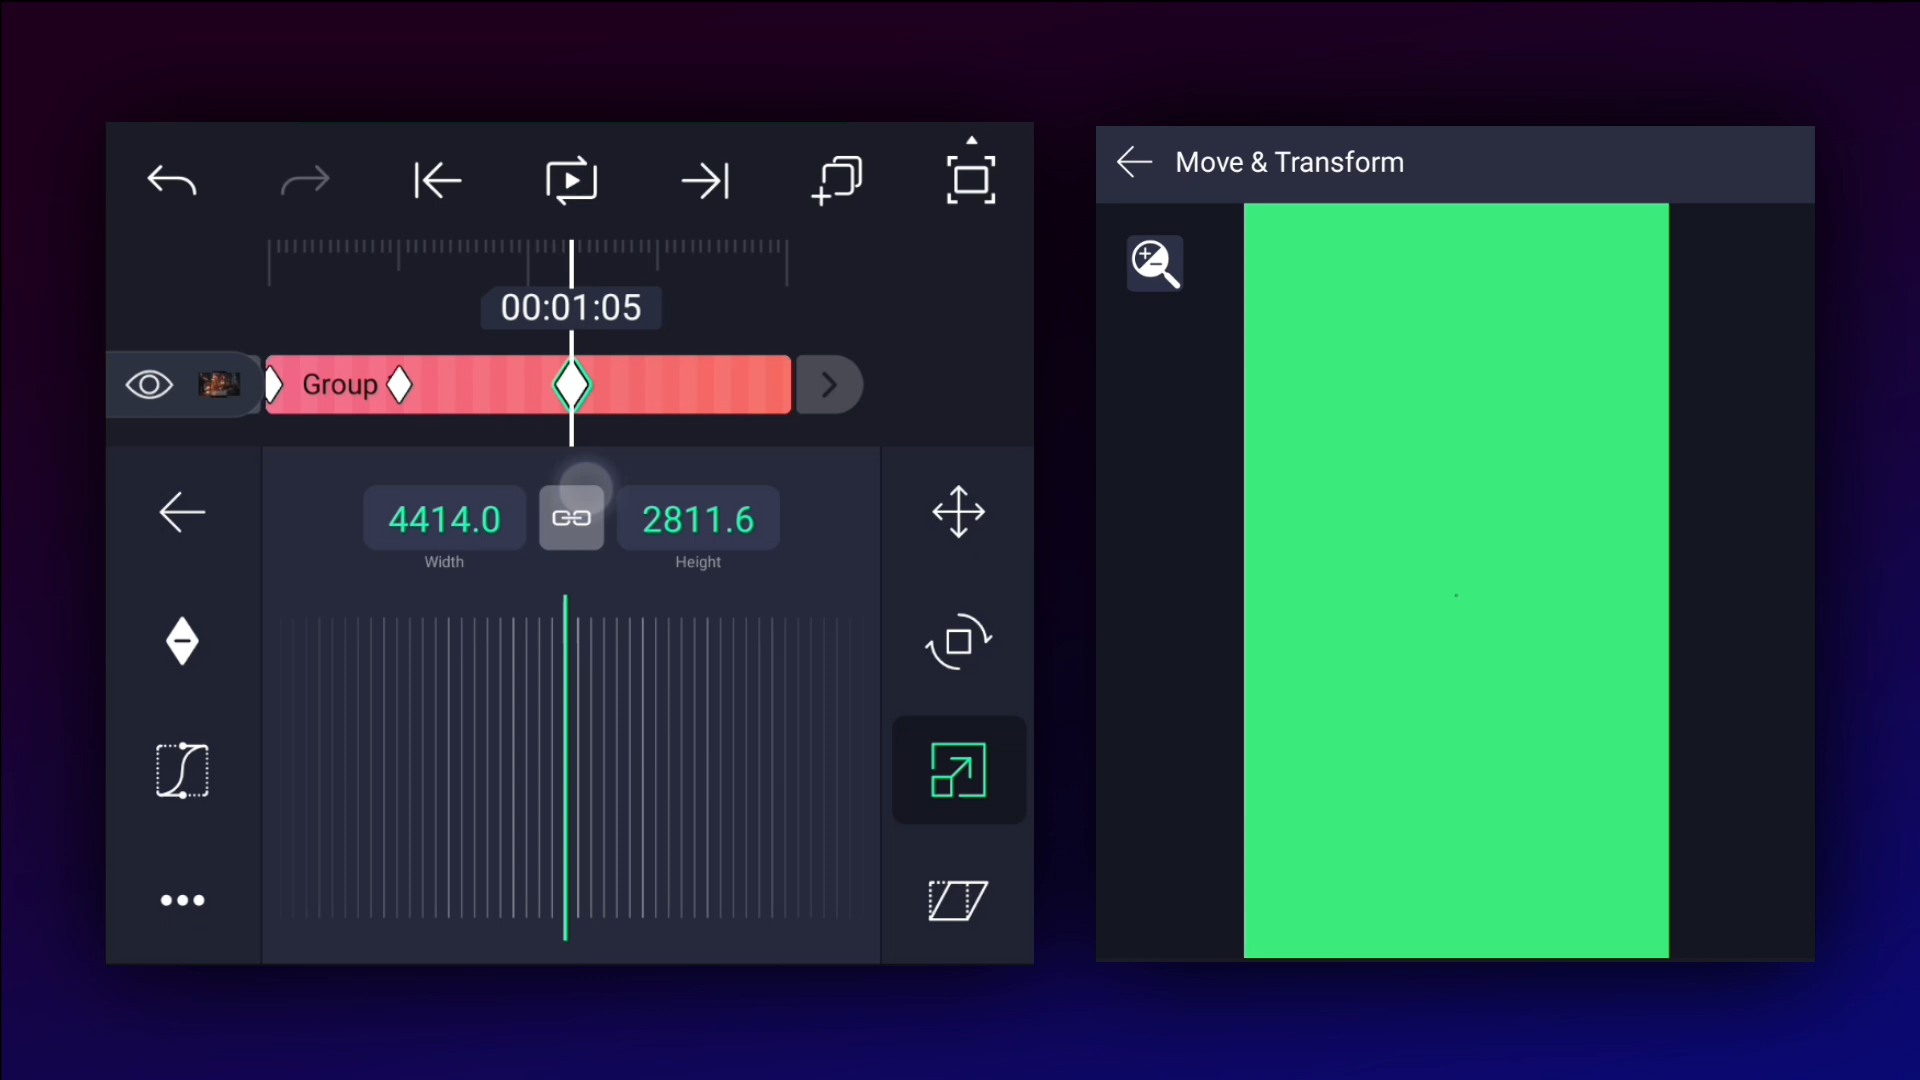 Move & Transform
00:01:05
Group
4414.0
2811.6
Width
Height